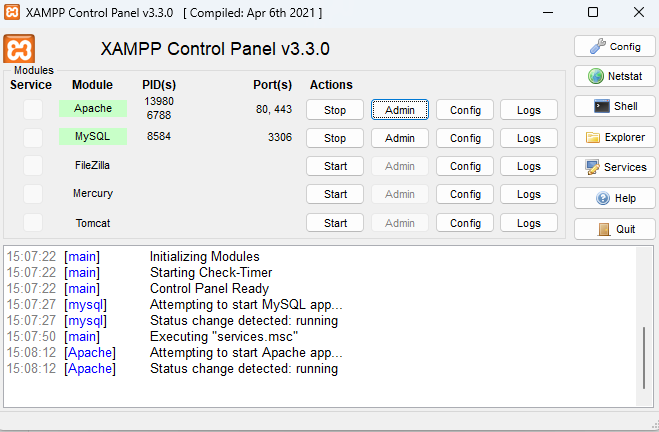 XAMPP Control Panel v3.3.0 [ Compiled: Apr 6th 2021 ]
XAMPP Control Panel v3.3.0
Config
Modules
Service Module PID(s) Port(s) Actions
Netstat
Apache 13980 6788 80, 443 Stop Admin Config Logs
Shell
MySQL 8584 3306 Stop Admin Config Logs
Explorer
FileZilla Start Admin Config Logs
Services
Mercury Start Admin Config Logs
Help
Tomcat Start Admin Config Logs
Quit
15:07:22 [main] Initializing Modules
15:07:22 [main] Starting Check-Timer
15:07:22 [main] Control Panel Ready
15:07:27 [mysql] Attempting to start MySQL app...
15:07:27 [mysql] Status change detected: running
15:07:50 [main] Executing "services.msc"
15:08:12 [Apache] Attempting to start Apache app...
15:08:12 [Apache] Status change detected: running